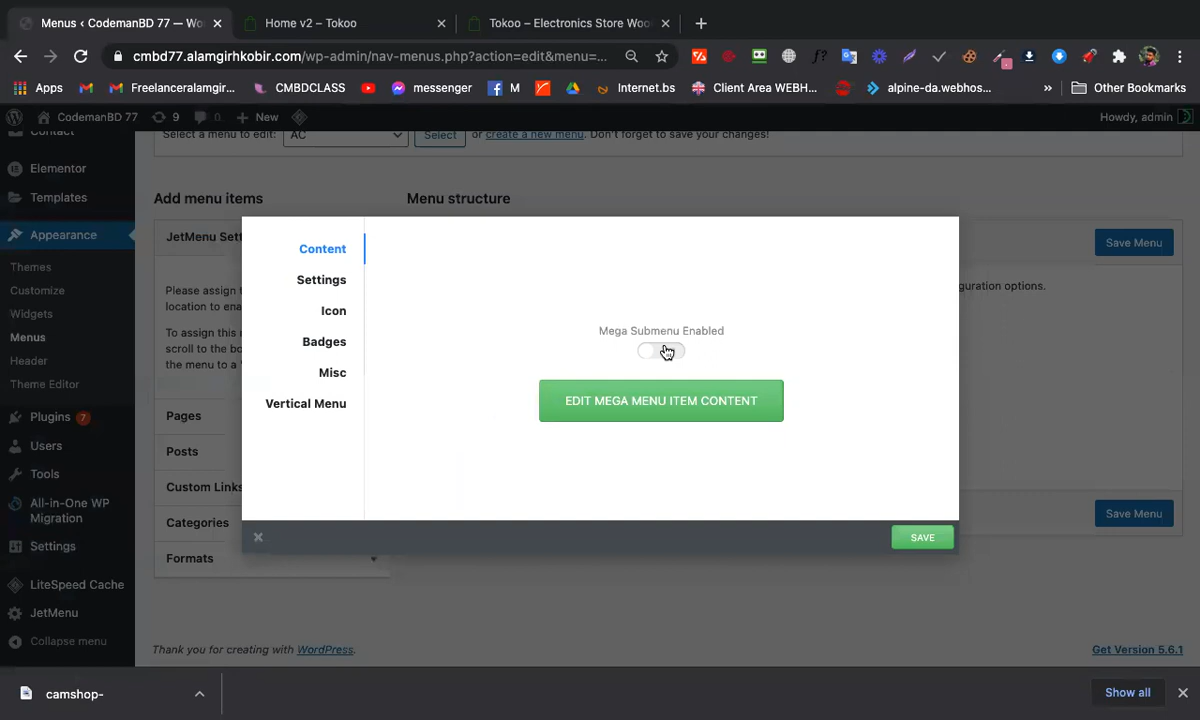 Menus ‹ CodemanBD 77 — Wo
Home v2 – Tokoo
Tokoo – Electronics Store Woo
cmbd77.alamgirhkobir.com/wp-admin/nav-menus.php?action=edit&menu=...
Apps
Freelanceralamgir...
CMBDCLASS
messenger
M
Internet.bs
Client Area WEBH...
alpine-da.webhos...
»
Other Bookmarks
CodemanBD 77
9
0
New
Howdy, admin
Contact
Select a menu to edit:
AC
Select
or create a new menu. Don't forget to save your changes!
Elementor
Templates
Appearance
Themes
Customize
Widgets
Menus
Header
Theme Editor
Plugins 7
Users
Tools
All-in-One WP
Migration
Settings
LiteSpeed Cache
JetMenu
Collapse menu
Add menu items
Menu structure
JetMenu Sett
Please assign t
location to ena
To assign this
scroll to the bo
the menu to a '
Pages
Posts
Custom Links
Categories
Formats
Save Menu
guration options.
Save Menu
Content
Settings
Icon
Badges
Misc
Vertical Menu
Mega Submenu Enabled
EDIT MEGA MENU ITEM CONTENT
SAVE
Thank you for creating with WordPress.
Get Version 5.6.1
camshop-
Show all